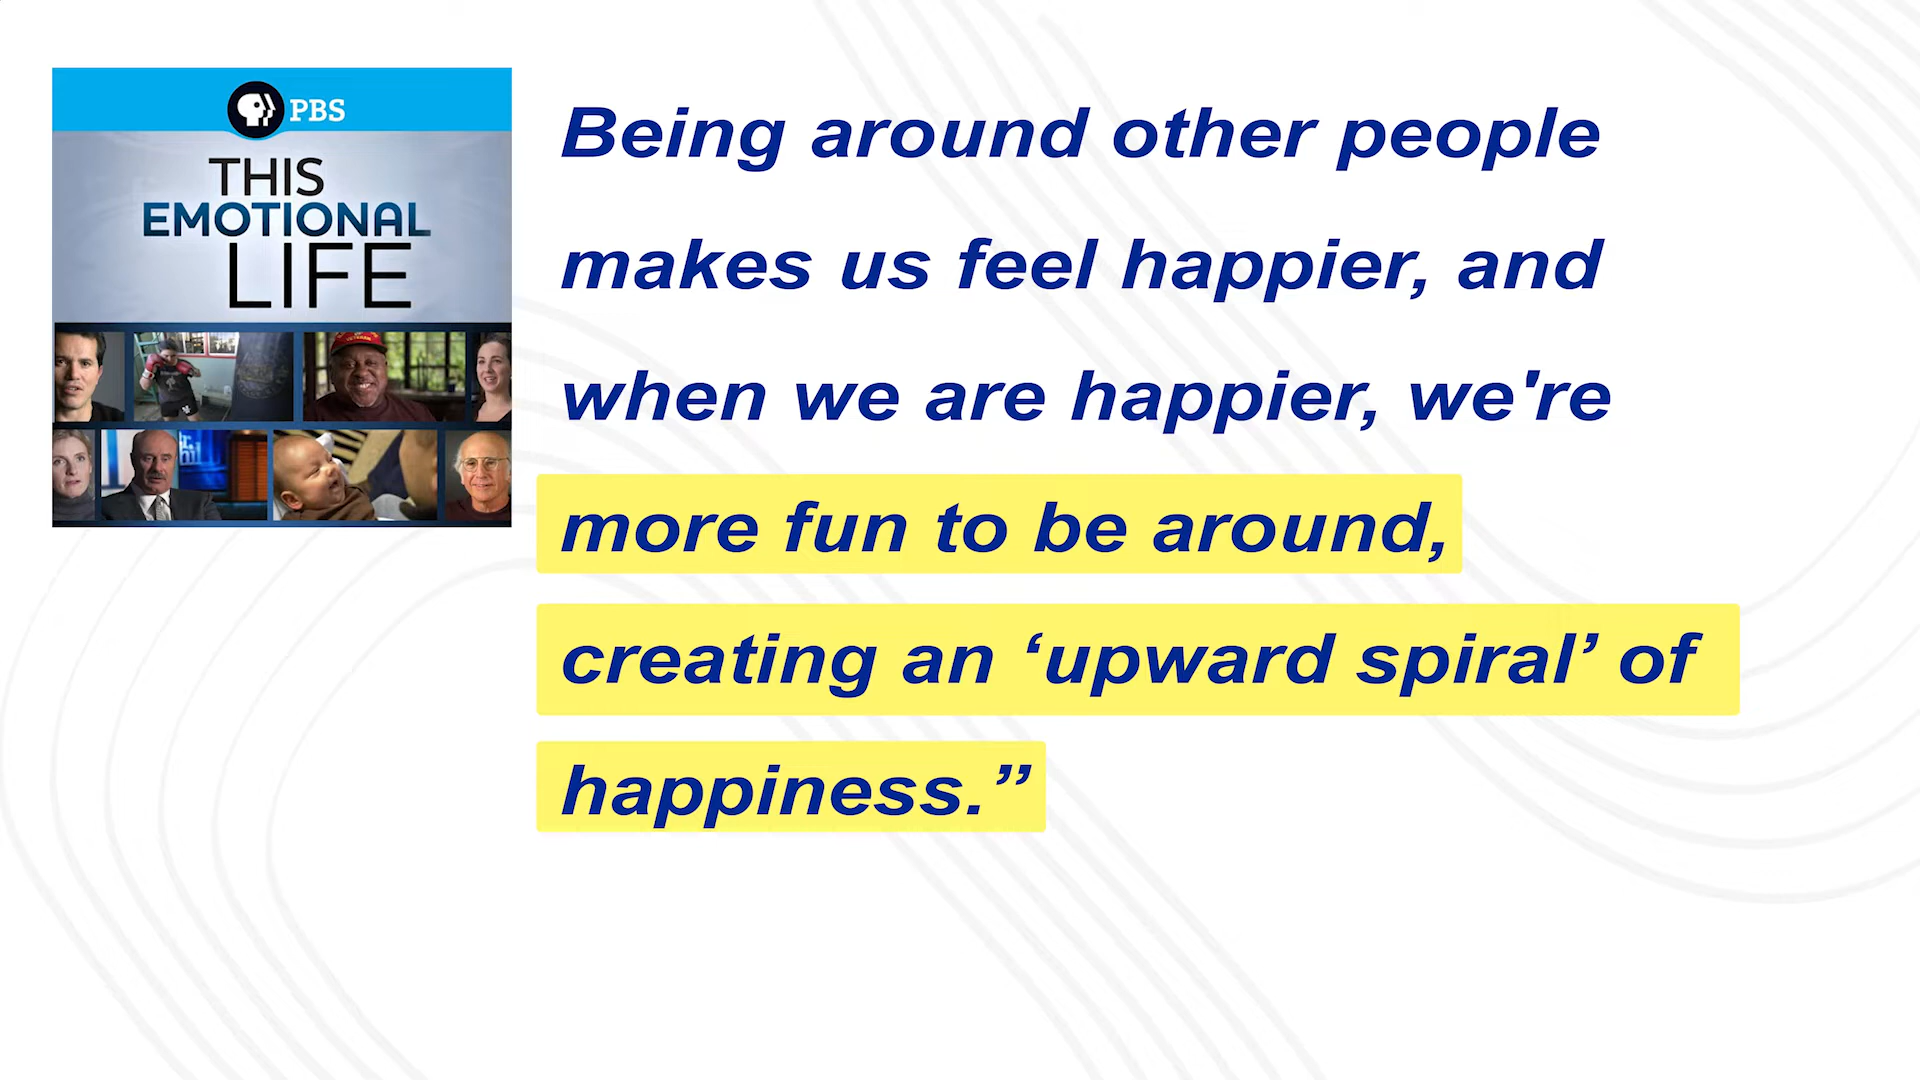 PBS
THIS
EMOTIONAL
LIFE
Being around other people
makes us feel happier, and
when we are happier, we're
more fun to be around,
creating an ‘upward spiral’ of
happiness.”